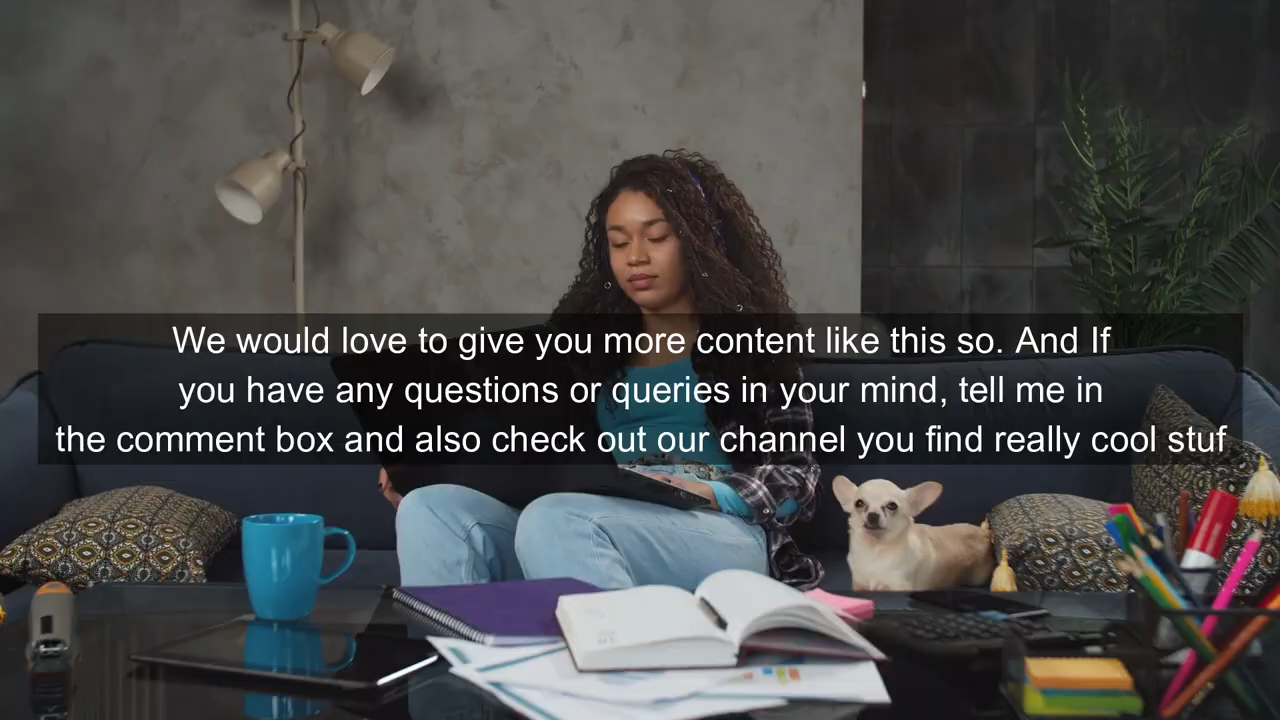 We would love to give you more content like this so. And If
you have any questions or queries in your mind, tell me in
the comment box and also check out our channel you find really cool stuf